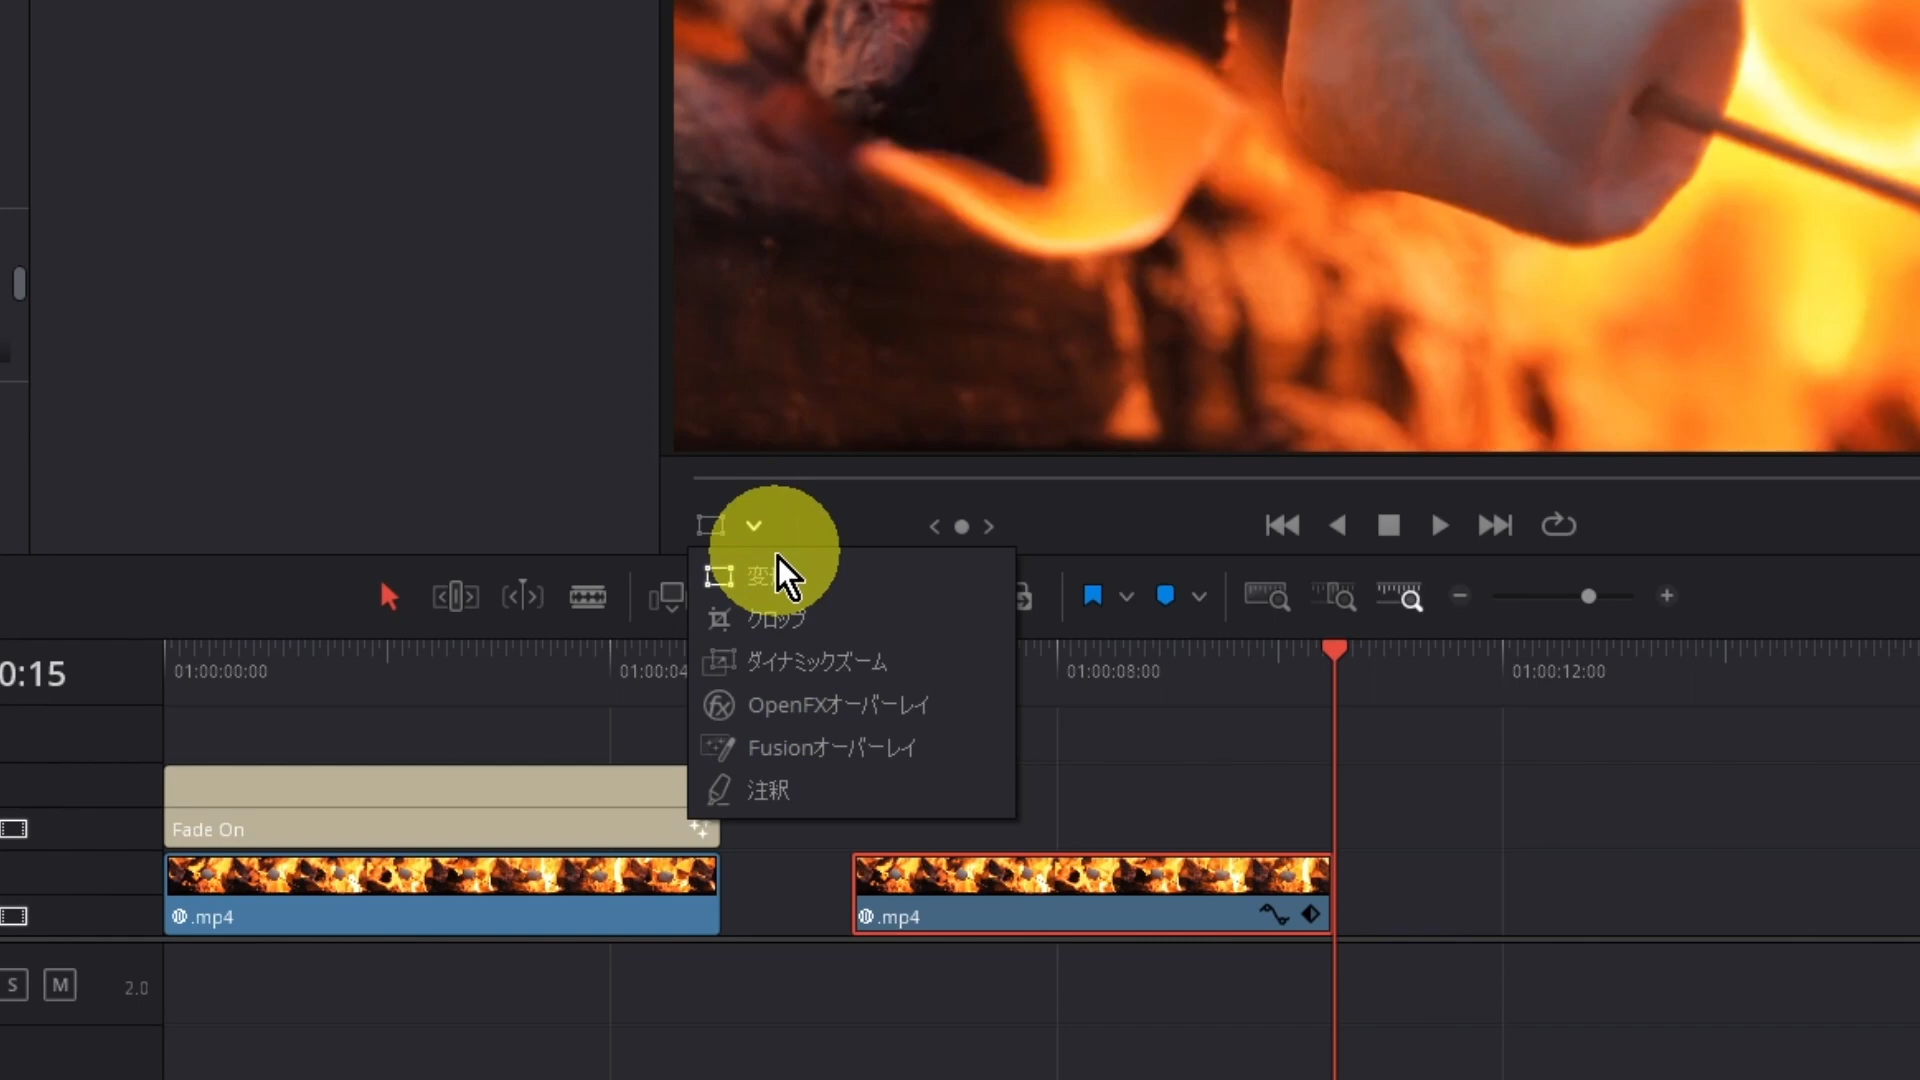 クロップ
ダイナミックズーム
OpenFXオーバーレイ
Fusionオーバーレイ
注釈
0:15
01:00:00:00
01:00:04
01:00:08:00
01:00:12:00
Fade On
.mp4
.mp4
S
M
2.0